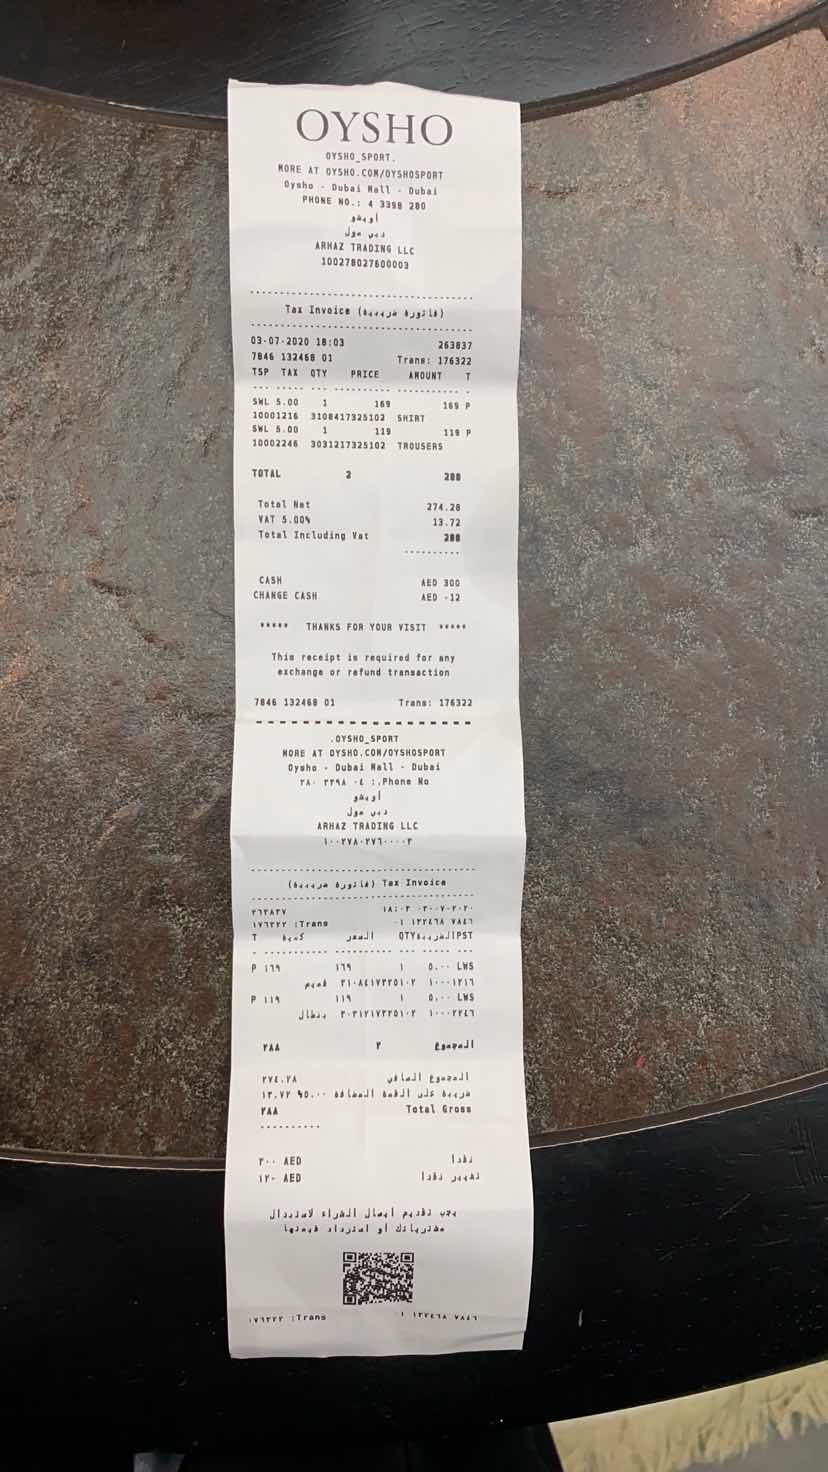 OYSHO
OYSHO_SPORT.
MORE AT OYSHO.COM/OYSHOSPORT
Oysho - Dubai Mall - Dubai
PHONE NO.: 4 3398 280
أويشو
دبي مول
ARHAZ TRADING LLC
100278027600003
Tax Invoice (فاتورة ضريبية)
03-07-2020 18:03 263837
7846 132468 01 Trans: 176322
TSP TAX QTY PRICE AMOUNT T
SWL 5.00 1 169 169 P
10001216 3108417325102 SHIRT
SWL 5.00 1 119 119 P
10002246 3031217325102 TROUSERS
TOTAL 2 288
Total Net 274.28
VAT 5.00% 13.72
Total Including Vat 288
CASH AED 300
CHANGE CASH AED -12
***** THANKS FOR YOUR VISIT *****
This receipt is required for any
exchange or refund transaction
7846 132468 01 Trans: 176322
.OYSHO_SPORT
MORE AT OYSHO.COM/OYSHOSPORT
Oysho - Dubai Mall - Dubai
٢٨٠ ٣٣٩٨ ٠٤ :.Phone No
أويشو
دبي مول
ARHAZ TRADING LLC
١٠٠٢٧٨٠٢٧٦٠٠٠٠٣
(فاتورة ضريبية) Tax Invoice
٢٦٣٨٣٧ ١٨:٠٣ ٠٣-٠٧-٢٠٢٠
١٧٦٣٢٢ :Trans ٠١ ١٣٢٤٦٨ ٧٨٤٦
T كمية السعر QTYالضريبةPST
P ١٦٩ ١٦٩ ١ ٥.٠٠ LWS
قميص ٣١٠٨٤١٧٣٢٥١٠٢ ١٠٠٠١٢١٦
P ١١٩ ١١٩ ١ ٥.٠٠ LWS
بنطال ٣٠٣١٢١٧٣٢٥١٠٢ ١٠٠٠٢٢٤٦
المجموع ٢ ٢٨٨
المجموع الصافي ٢٧٤.٢٨
ضريبة على القمة المضافة ٥.٠٠% ١٣.٧٢
٢٨٨ Total Gross
نقدا ٣٠٠ AED
تغيير نقدا ١٢- AED
يجب تقديم ايصال الشراء لاستبدال
مشترياتك أو استرداد قيمتها
١٧٦٣٢٢ :Trans ٠١ ١٣٢٤٦٨ ٧٨٤٦